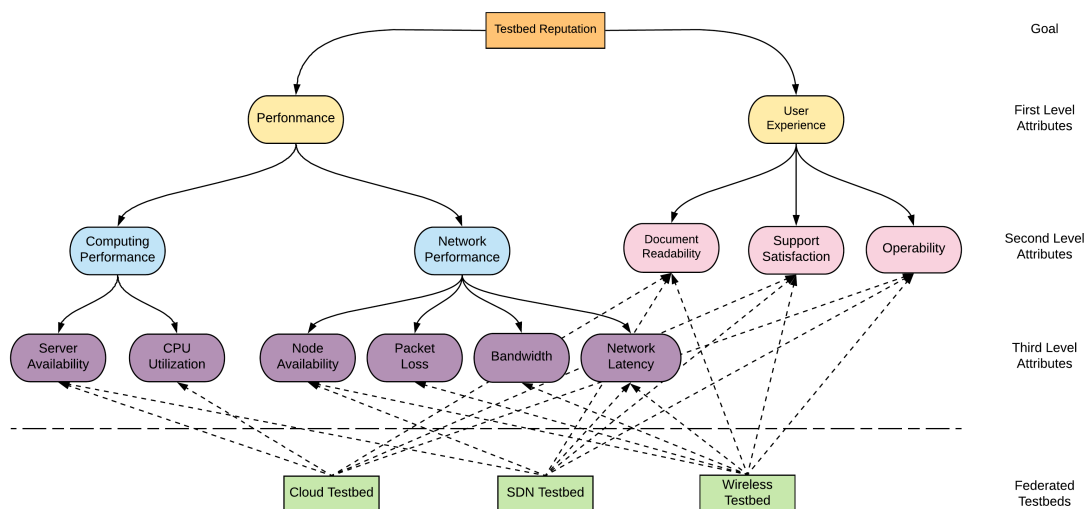 Testbed Reputation
Goal
Perfonmance
User
Experience
First Level
Attributes
Computing
Performance
Network
Performance
Document
Readability
Support
Satisfaction
Operability
Second Level
Attributes
Server
Availability
CPU
Utilization
Node
Availability
Packet
Loss
Bandwidth
Network
Latency
Third Level
Attributes
Cloud Testbed
SDN Testbed
Wireless
Testbed
Federated
Testbeds